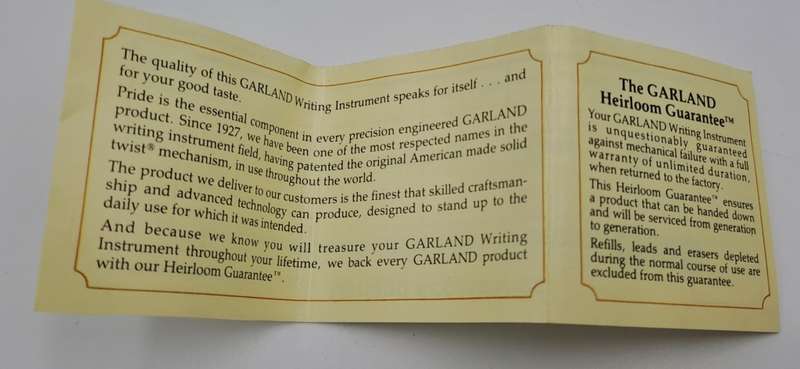 The quality of this GARLAND Writing Instrument speaks for itself . . . and
for your good taste.
Pride is the essential component in every precision engineered GARLAND
product. Since 1927, we have been one of the most respected names in the
writing instrument field, having patented the original American made solid
twist® mechanism, in use throughout the world.
The product we deliver to our customers is the finest that skilled craftsman-
ship and advanced technology can produce, designed to stand up to the
daily use for which it was intended.
And because we know you will treasure your GARLAND Writing
Instrument throughout your lifetime, we back every GARLAND product
with our Heirloom Guarantee™.
The GARLAND
Heirloom Guarantee™
Your GARLAND Writing Instrument
is unquestionably guaranteed
against mechanical failure with a full
warranty of unlimited duration,
when returned to the factory.
This Heirloom Guarantee™ ensures
a product that can be handed down
and will be serviced from generation
to generation.
Refills, leads and erasers depleted
during the normal course of use are
excluded from this guarantee.